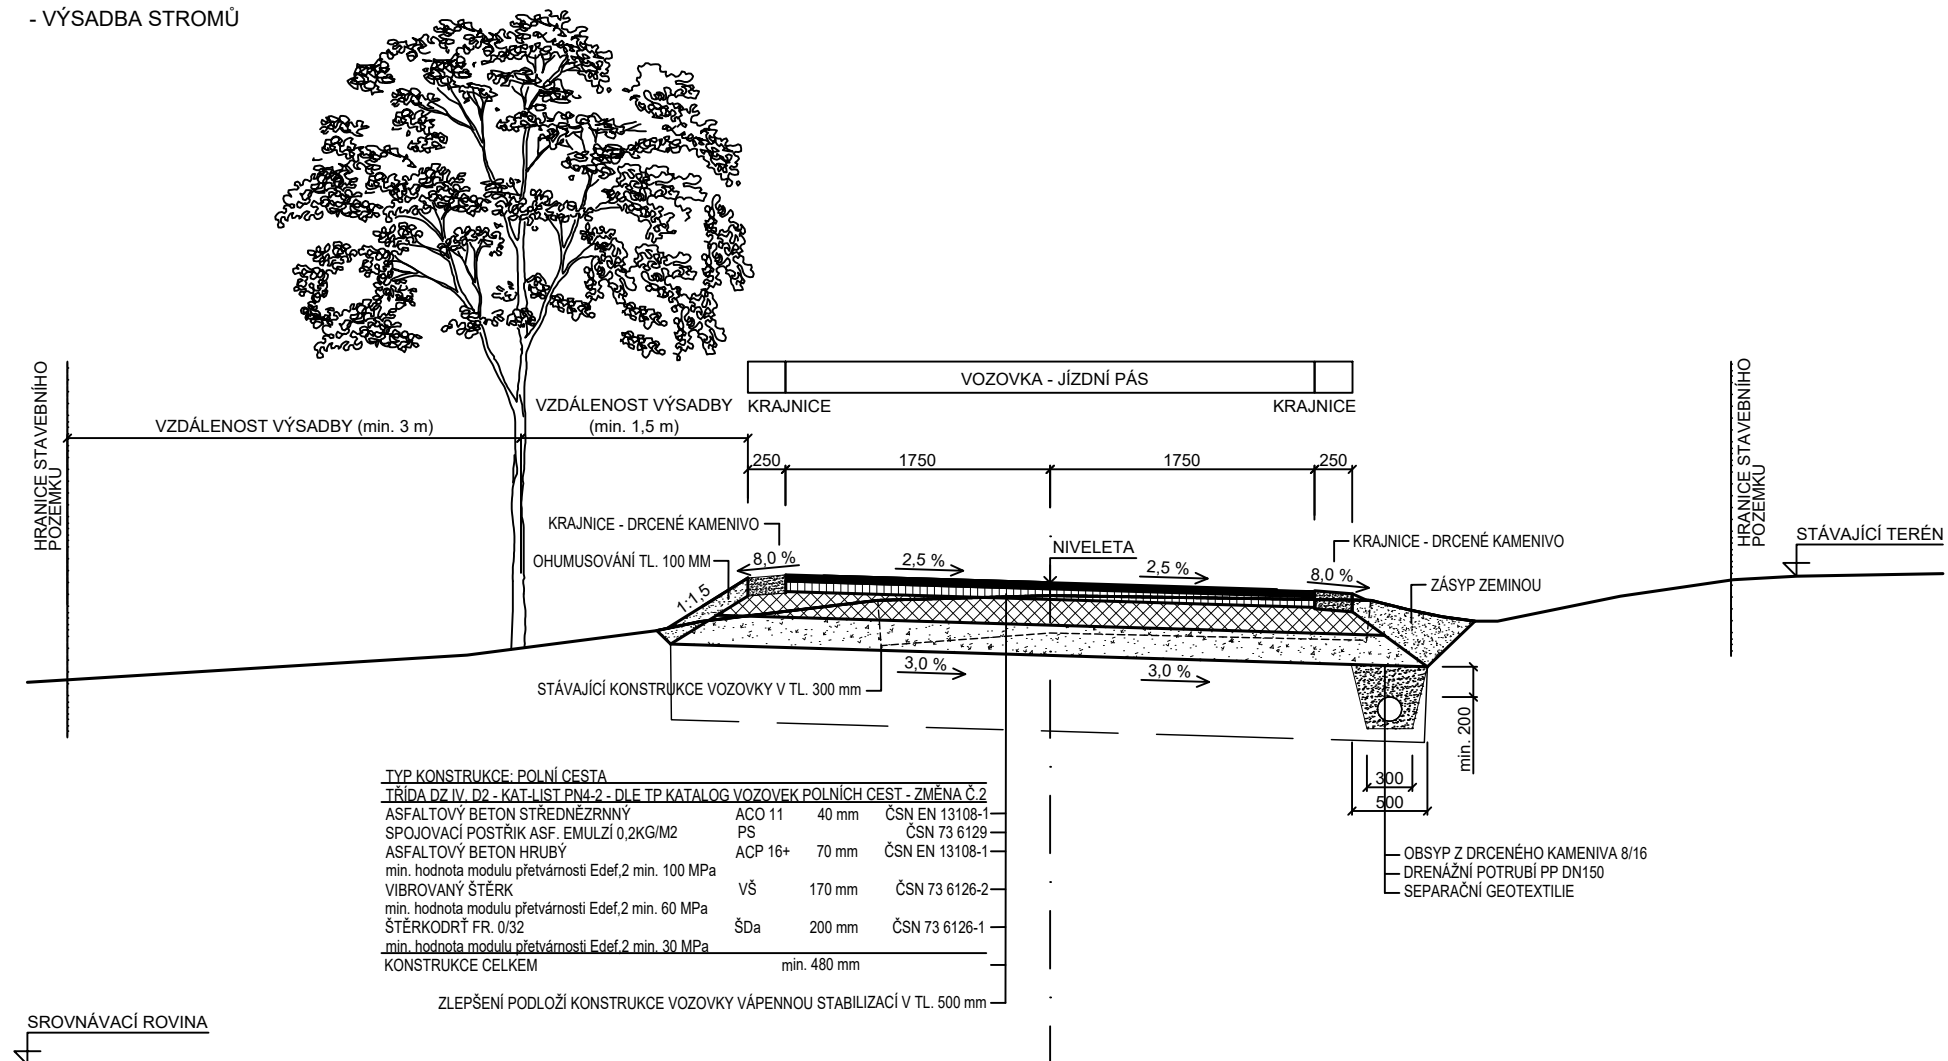 - VÝSADBA STROMŮ
VOZOVKA - JÍZDNÍ PÁS
KRAJNICE
KRAJNICE
VZDÁLENOST VÝSADBY (min. 3 m)
VZDÁLENOST VÝSADBY
(min. 1,5 m)
HRANICE STAVEBNÍHO
POZEMKU
HRANICE STAVEBNÍHO
POZEMKU
250
1750
1750
250
KRAJNICE - DRCENÉ KAMENIVO
OHUMUSOVÁNÍ TL. 100 MM
8,0 %
2,5 %
NIVELETA
2,5 %
8,0 %
KRAJNICE - DRCENÉ KAMENIVO
ZÁSYP ZEMINOU
STÁVAJÍCÍ TERÉN
1:1,5
3,0 %
3,0 %
STÁVAJÍCÍ KONSTRUKCE VOZOVKY V TL. 300 mm
min. 200
300
500
TYP KONSTRUKCE: POLNÍ CESTA
TŘÍDA DZ IV, D2 - KAT-LIST PN4-2 - DLE TP KATALOG VOZOVEK POLNÍCH CEST - ZMĚNA Č.2
ASFALTOVÝ BETON STŘEDNĚZRNNÝ ACO 11 40 mm ČSN EN 13108-1
SPOJOVACÍ POSTŘIK ASF. EMULZÍ 0,2KG/M2 PS ČSN 73 6129
ASFALTOVÝ BETON HRUBÝ ACP 16+ 70 mm ČSN EN 13108-1
min. hodnota modulu přetvárnosti Edef,2 min. 100 MPa
VIBROVANÝ ŠTĚRK VŠ 170 mm ČSN 73 6126-2
min. hodnota modulu přetvárnosti Edef,2 min. 60 MPa
ŠTĚRKODRŤ FR. 0/32 ŠDa 200 mm ČSN 73 6126-1
min. hodnota modulu přetvárnosti Edef,2 min. 30 MPa
KONSTRUKCE CELKEM min. 480 mm
ZLEPŠENÍ PODLOŽÍ KONSTRUKCE VOZOVKY VÁPENNOU STABILIZACÍ V TL. 500 mm
OBSYP Z DRCENÉHO KAMENIVA 8/16
DRENÁŽNÍ POTRUBÍ PP DN150
SEPARAČNÍ GEOTEXTILIE
SROVNÁVACÍ ROVINA